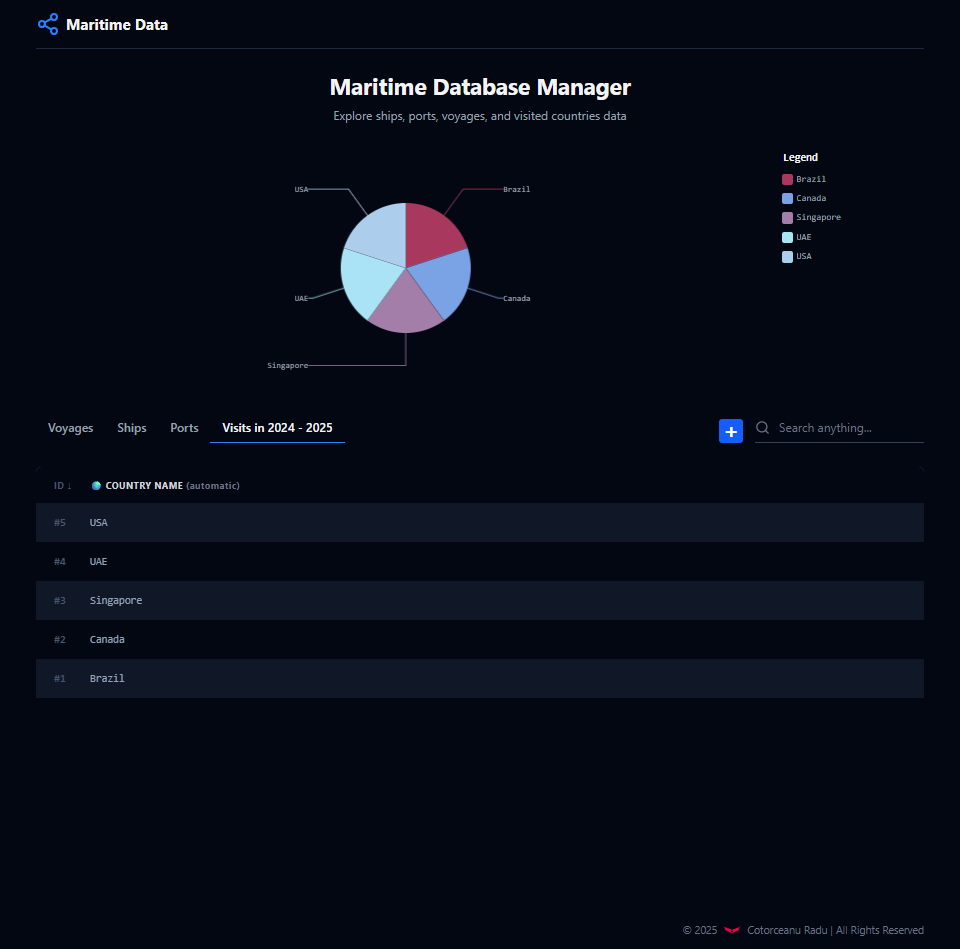 Maritime Data
Maritime Database Manager
Explore ships, ports, voyages, and visited countries data
Legend
Brazil
Canada
Singapore
UAE
USA
USA
Brazil
UAE
Canada
Singapore
Voyages Ships Ports Visits in 2024 - 2025
+ Search anything...
ID ↓ COUNTRY NAME (automatic)
#5 USA
#4 UAE
#3 Singapore
#2 Canada
#1 Brazil
© 2025 Cotorceanu Radu | All Rights Reserved